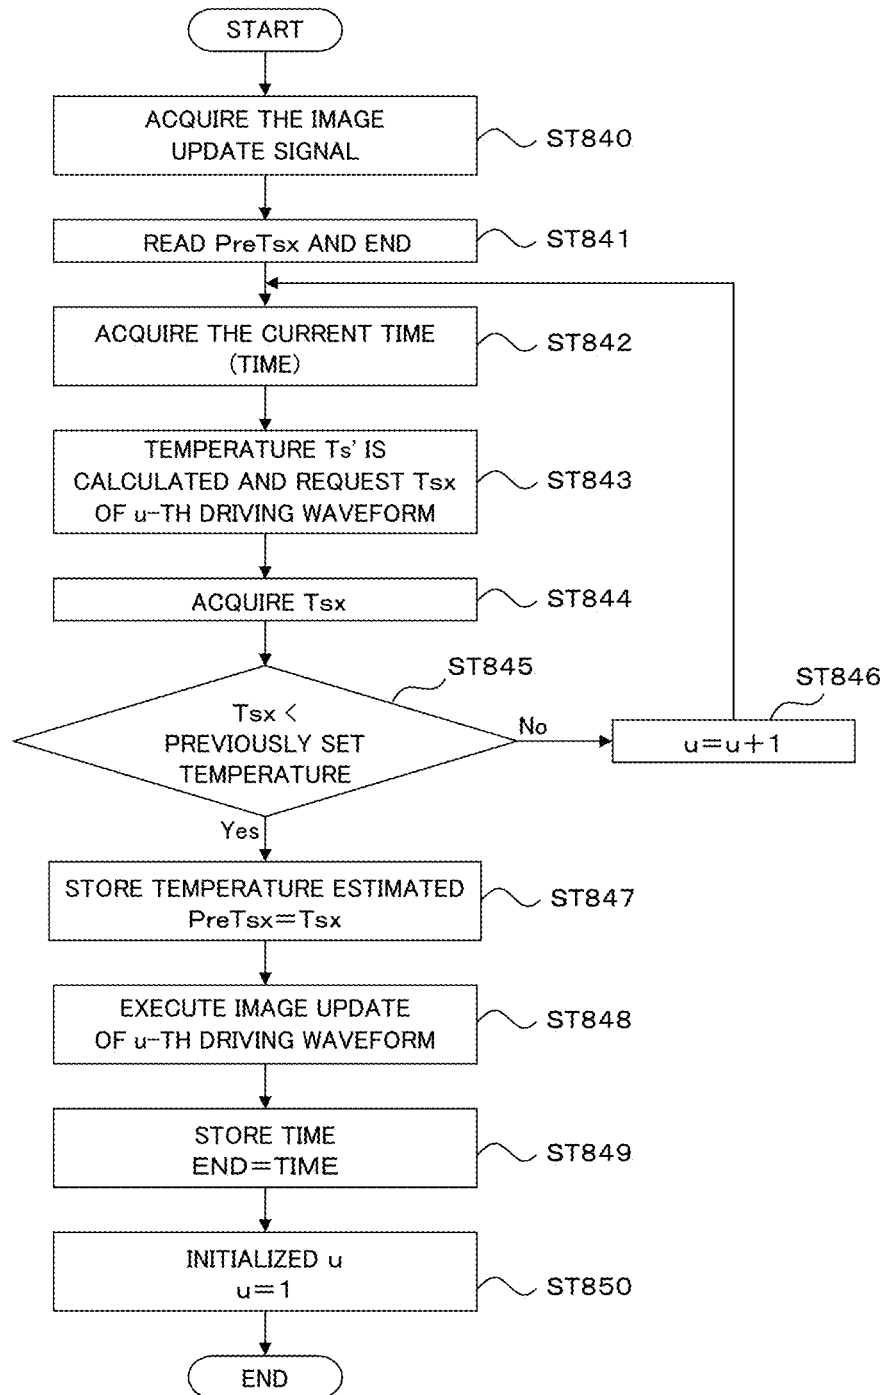 START
ACQUIRE THE IMAGE
UPDATE SIGNAL
ST840
READ PreTsx AND END
ST841
ACQUIRE THE CURRENT TIME
(TIME)
ST842
TEMPERATURE Ts' IS
CALCULATED AND REQUEST Tsx
OF u-TH DRIVING WAVEFORM
ST843
ACQUIRE Tsx
ST844
ST845
Tsx <
PREVIOUSLY SET
TEMPERATURE
No
ST846
u=u+1
Yes
STORE TEMPERATURE ESTIMATED
PreTsx=Tsx
ST847
EXECUTE IMAGE UPDATE
OF u-TH DRIVING WAVEFORM
ST848
STORE TIME
END=TIME
ST849
INITIALIZED u
u=1
ST850
END